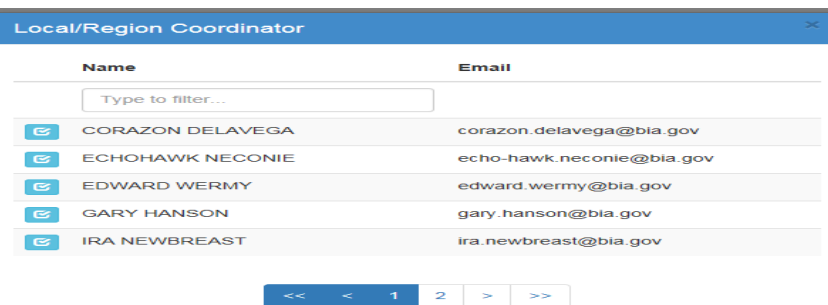 Local/Region Coordinator ×
Name Email
Type to filter...
CORAZON DELAVEGA corazon.delavega@bia.gov
ECHOHAWK NECONIE echo-hawk.neconie@bia.gov
EDWARD WERMY edward.wermy@bia.gov
GARY HANSON gary.hanson@bia.gov
IRA NEWBREAST ira.newbreast@bia.gov
<< < 1 2 > >>